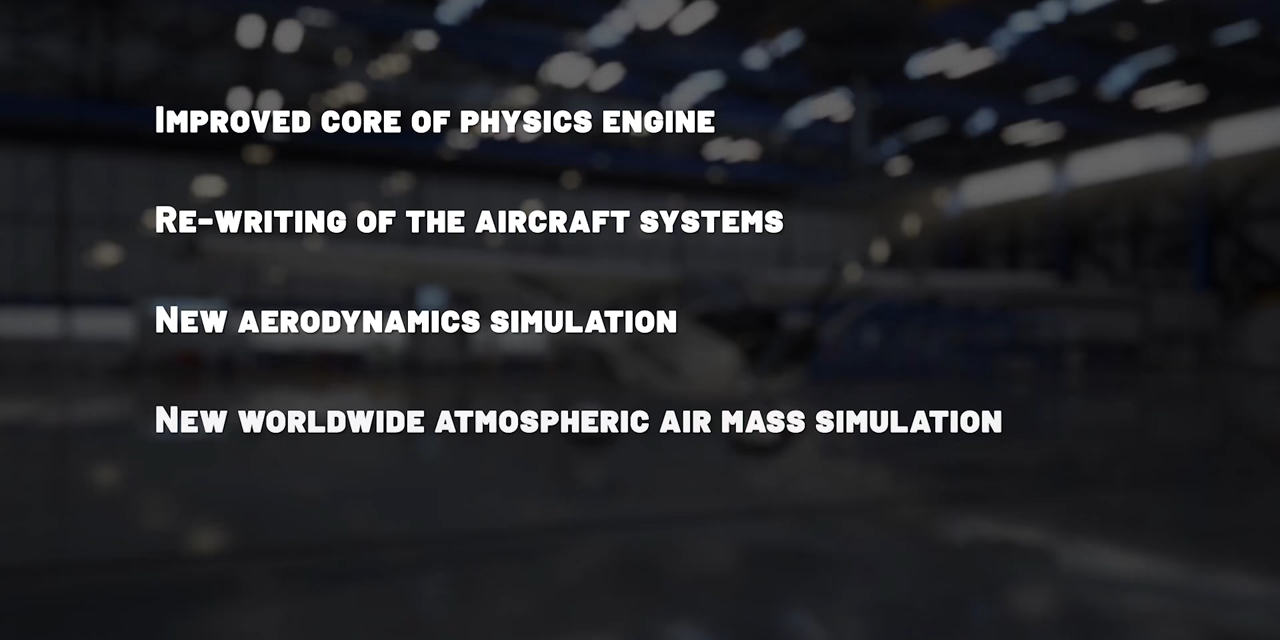 Improved core of physics engine
Re-writing of the aircraft systems
New aerodynamics simulation
New worldwide atmospheric air mass simulation